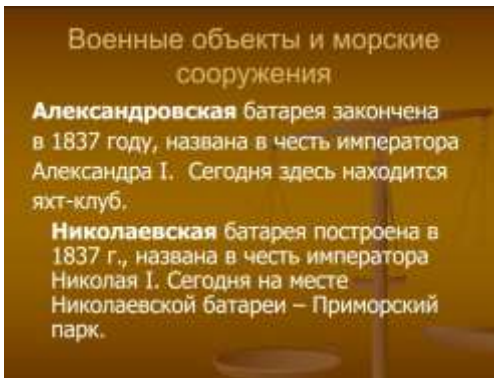 Военные объекты и морские
сооружения
Александровская батарея закончена
в 1837 году, названа в честь императора
Александра I. Сегодня здесь находится
яхт-клуб.
Николаевская батарея построена в
1837 г., названа в честь императора
Николая I. Сегодня на месте
Николаевской батареи – Приморский
парк.